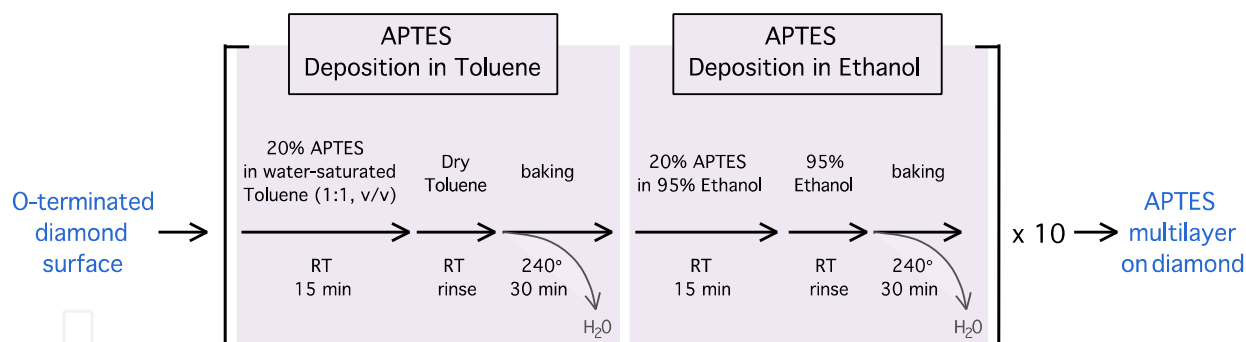 APTES
Deposition in Toluene
APTES
Deposition in Ethanol
O-terminated
diamond
surface
20% APTES
in water-saturated
Toluene (1:1, v/v)
RT
15 min
Dry
Toluene
RT
rinse
baking
240°
30 min
H₂O
20% APTES
in 95% Ethanol
RT
15 min
95%
Ethanol
RT
rinse
baking
240°
30 min
H₂O
x 10
APTES
multilayer
on diamond